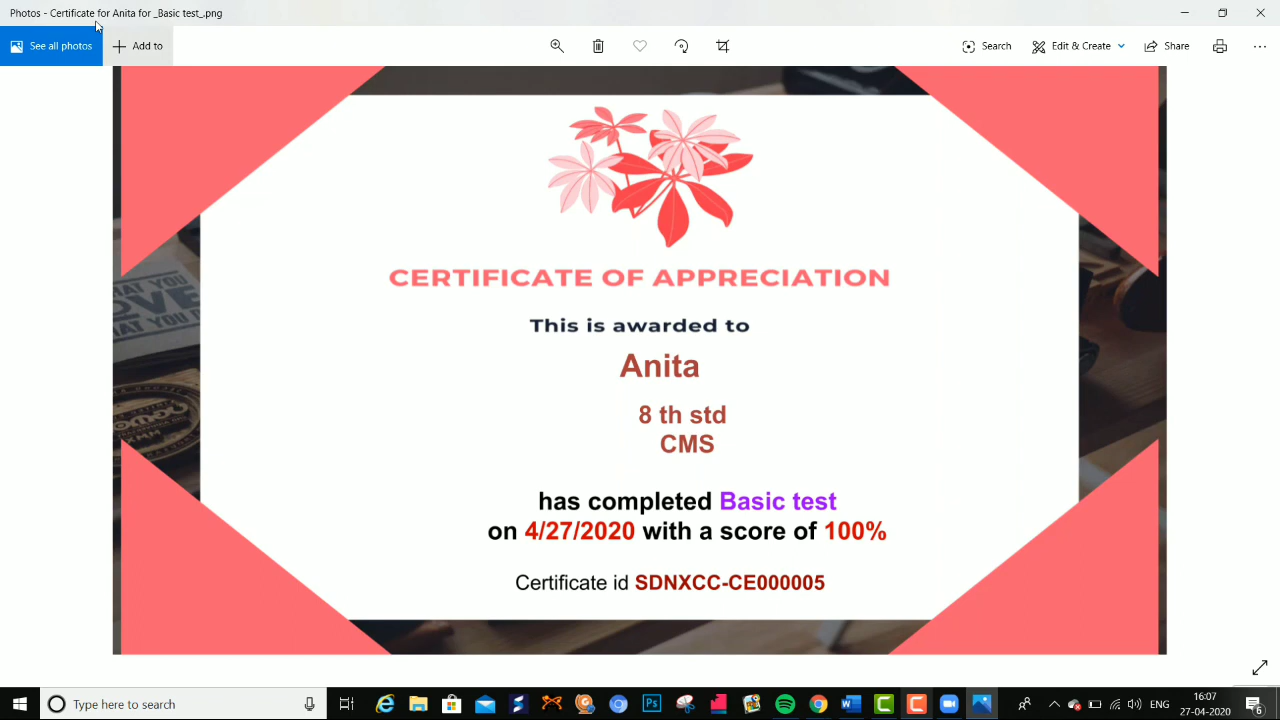 Photos - Certificate for Anita for _Basic test_.png
See all photos
Add to
Search
Edit & Create
Share
CERTIFICATE OF APPRECIATION
This is awarded to
Anita
8 th std
CMS
has completed Basic test
on 4/27/2020 with a score of 100%
Certificate id SDNXCC-CE000005
Type here to search
ENG
16:07
27-04-2020
6